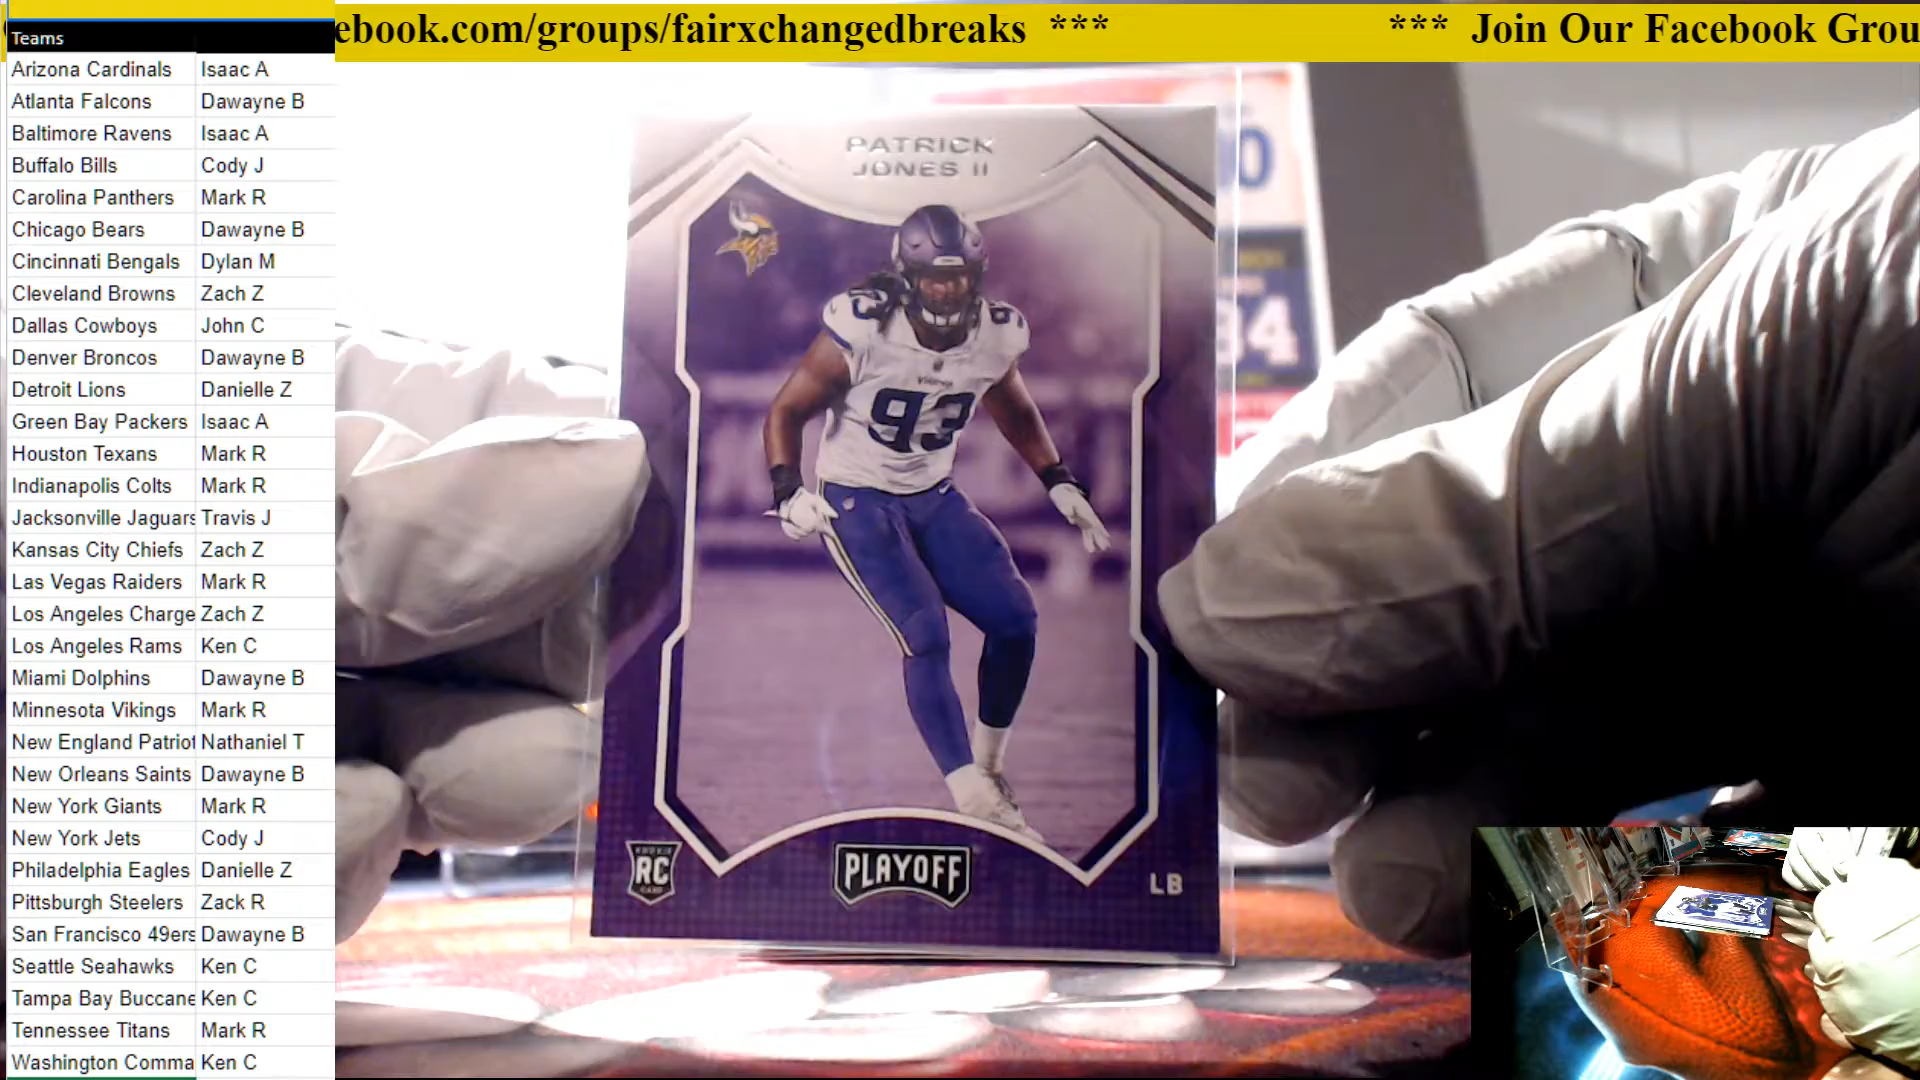 ebook.com/groups/fairxchangedbreaks *** *** Join Our Facebook Grou
Teams
Arizona Cardinals Isaac A
Atlanta Falcons Dawayne B
Baltimore Ravens Isaac A
Buffalo Bills Cody J
Carolina Panthers Mark R
Chicago Bears Dawayne B
Cincinnati Bengals Dylan M
Cleveland Browns Zach Z
Dallas Cowboys John C
Denver Broncos Dawayne B
Detroit Lions Danielle Z
Green Bay Packers Isaac A
Houston Texans Mark R
Indianapolis Colts Mark R
Jacksonville Jaguars Travis J
Kansas City Chiefs Zach Z
Las Vegas Raiders Mark R
Los Angeles Charge Zach Z
Los Angeles Rams Ken C
Miami Dolphins Dawayne B
Minnesota Vikings Mark R
New England Patriot Nathaniel T
New Orleans Saints Dawayne B
New York Giants Mark R
New York Jets Cody J
Philadelphia Eagles Danielle Z
Pittsburgh Steelers Zack R
San Francisco 49ers Dawayne B
Seattle Seahawks Ken C
Tampa Bay Buccane Ken C
Tennessee Titans Mark R
Washington Comma Ken C
PATRICK
JONES II
93
93
VIKINGS
93
ROOKIE
RC
CARD
PLAYOFF
LB
34